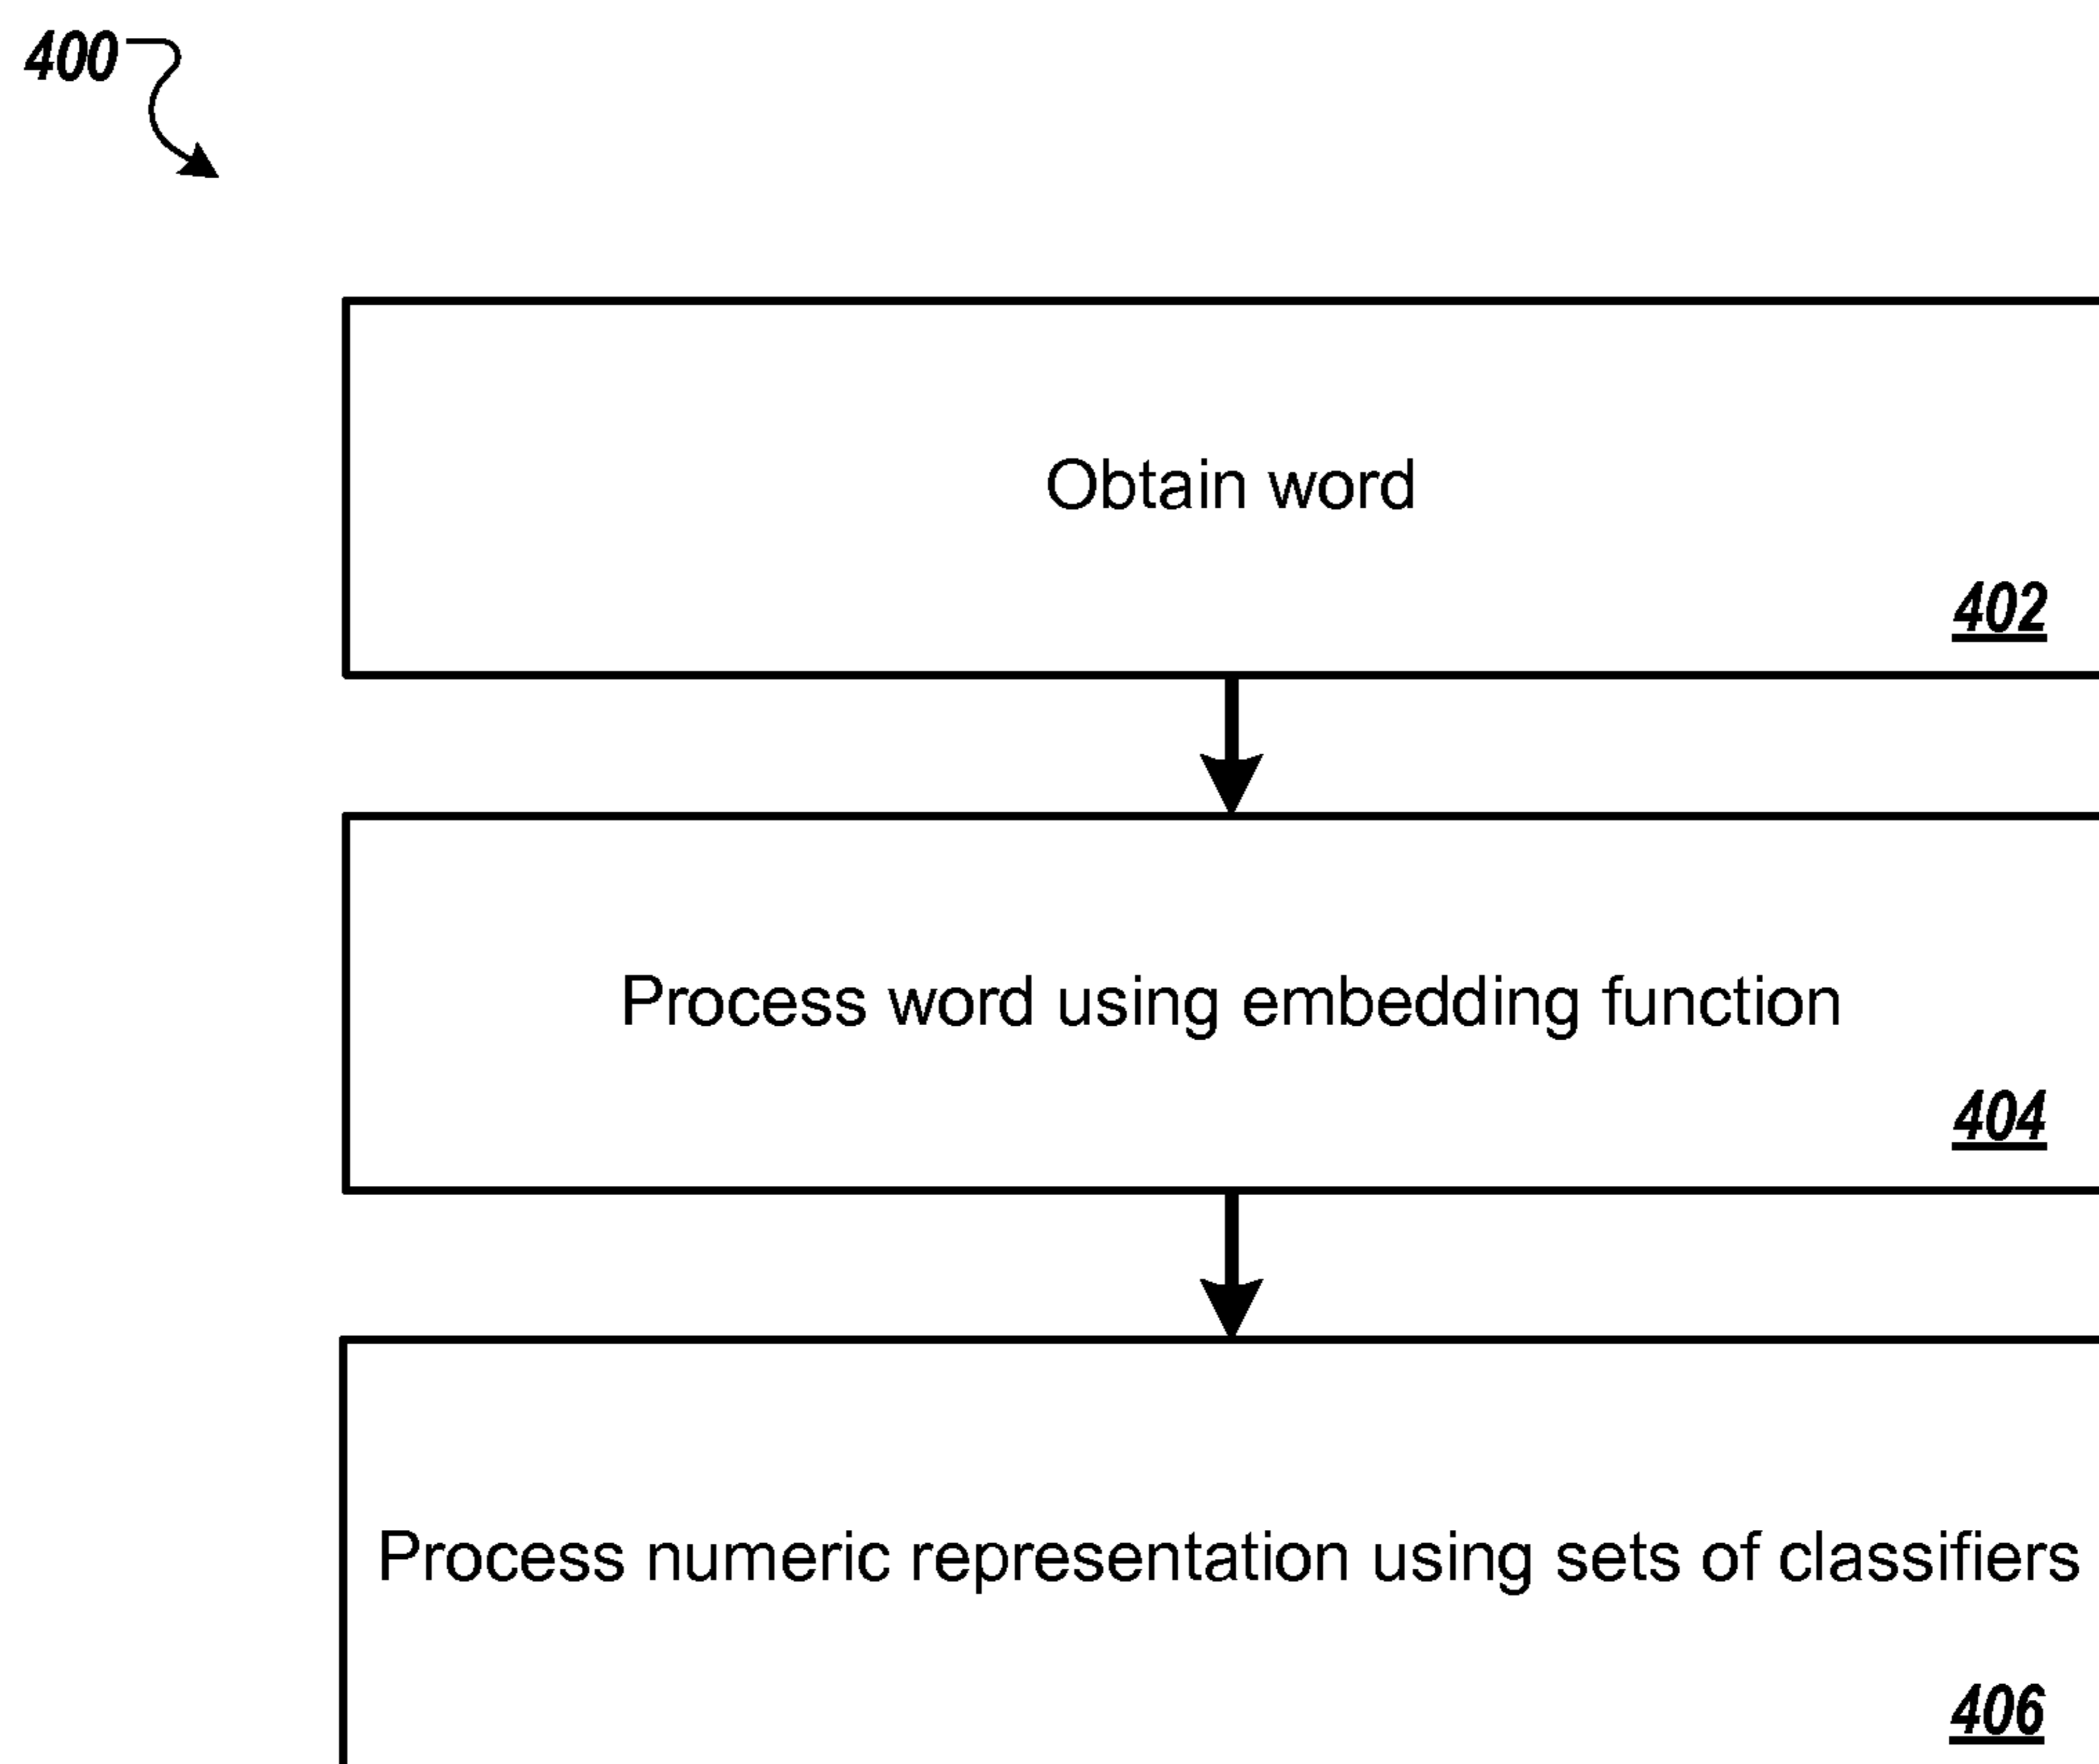 400
Obtain word
402
Process word using embedding function
404
Process numeric representation using sets of classifiers
406